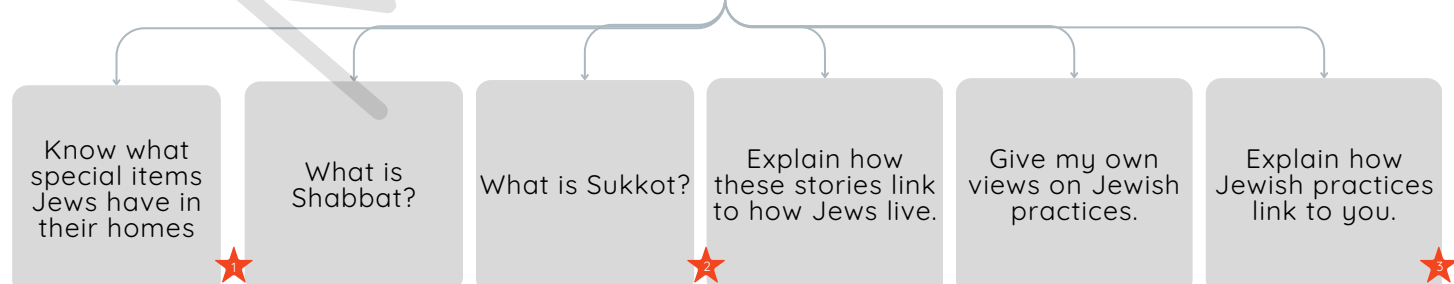 Know what
special items
Jews have in
their homes
What is
Shabbat?
What is Sukkot?
Explain how
these stories link
to how Jews live.
Give my own
views on Jewish
practices.
Explain how
Jewish practices
link to you.
1
2
3